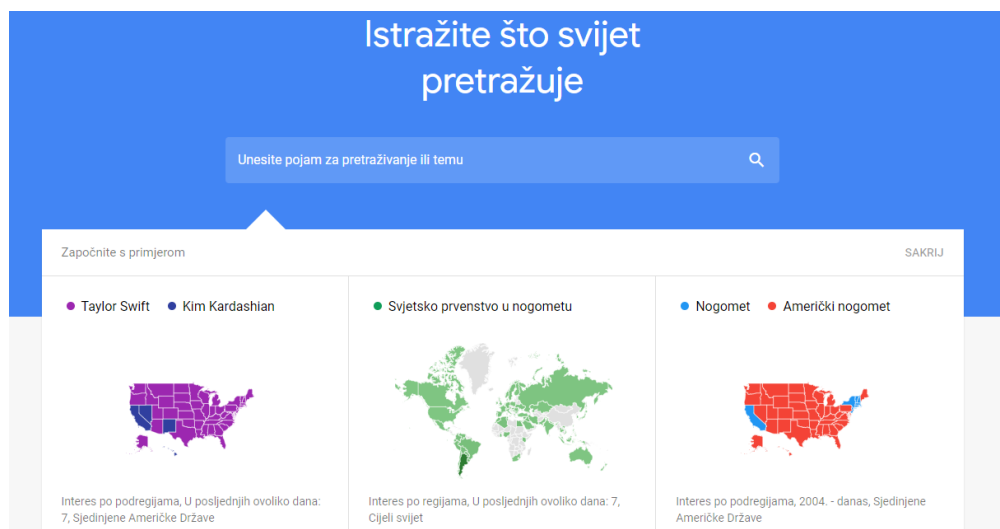 Istražite što svijet
pretražuje
Unesite pojam za pretraživanje ili temu
Započnite s primjerom
SAKRIJ
Taylor Swift
Kim Kardashian
Svjetsko prvenstvo u nogometu
Nogomet
Američki nogomet
Interes po podregijama, U posljednjih ovoliko dana:
7, Sjedinjene Američke Države
Interes po regijama, U posljednjih ovoliko dana: 7,
Cijeli svijet
Interes po podregijama, 2004. - danas, Sjedinjene
Američke Države